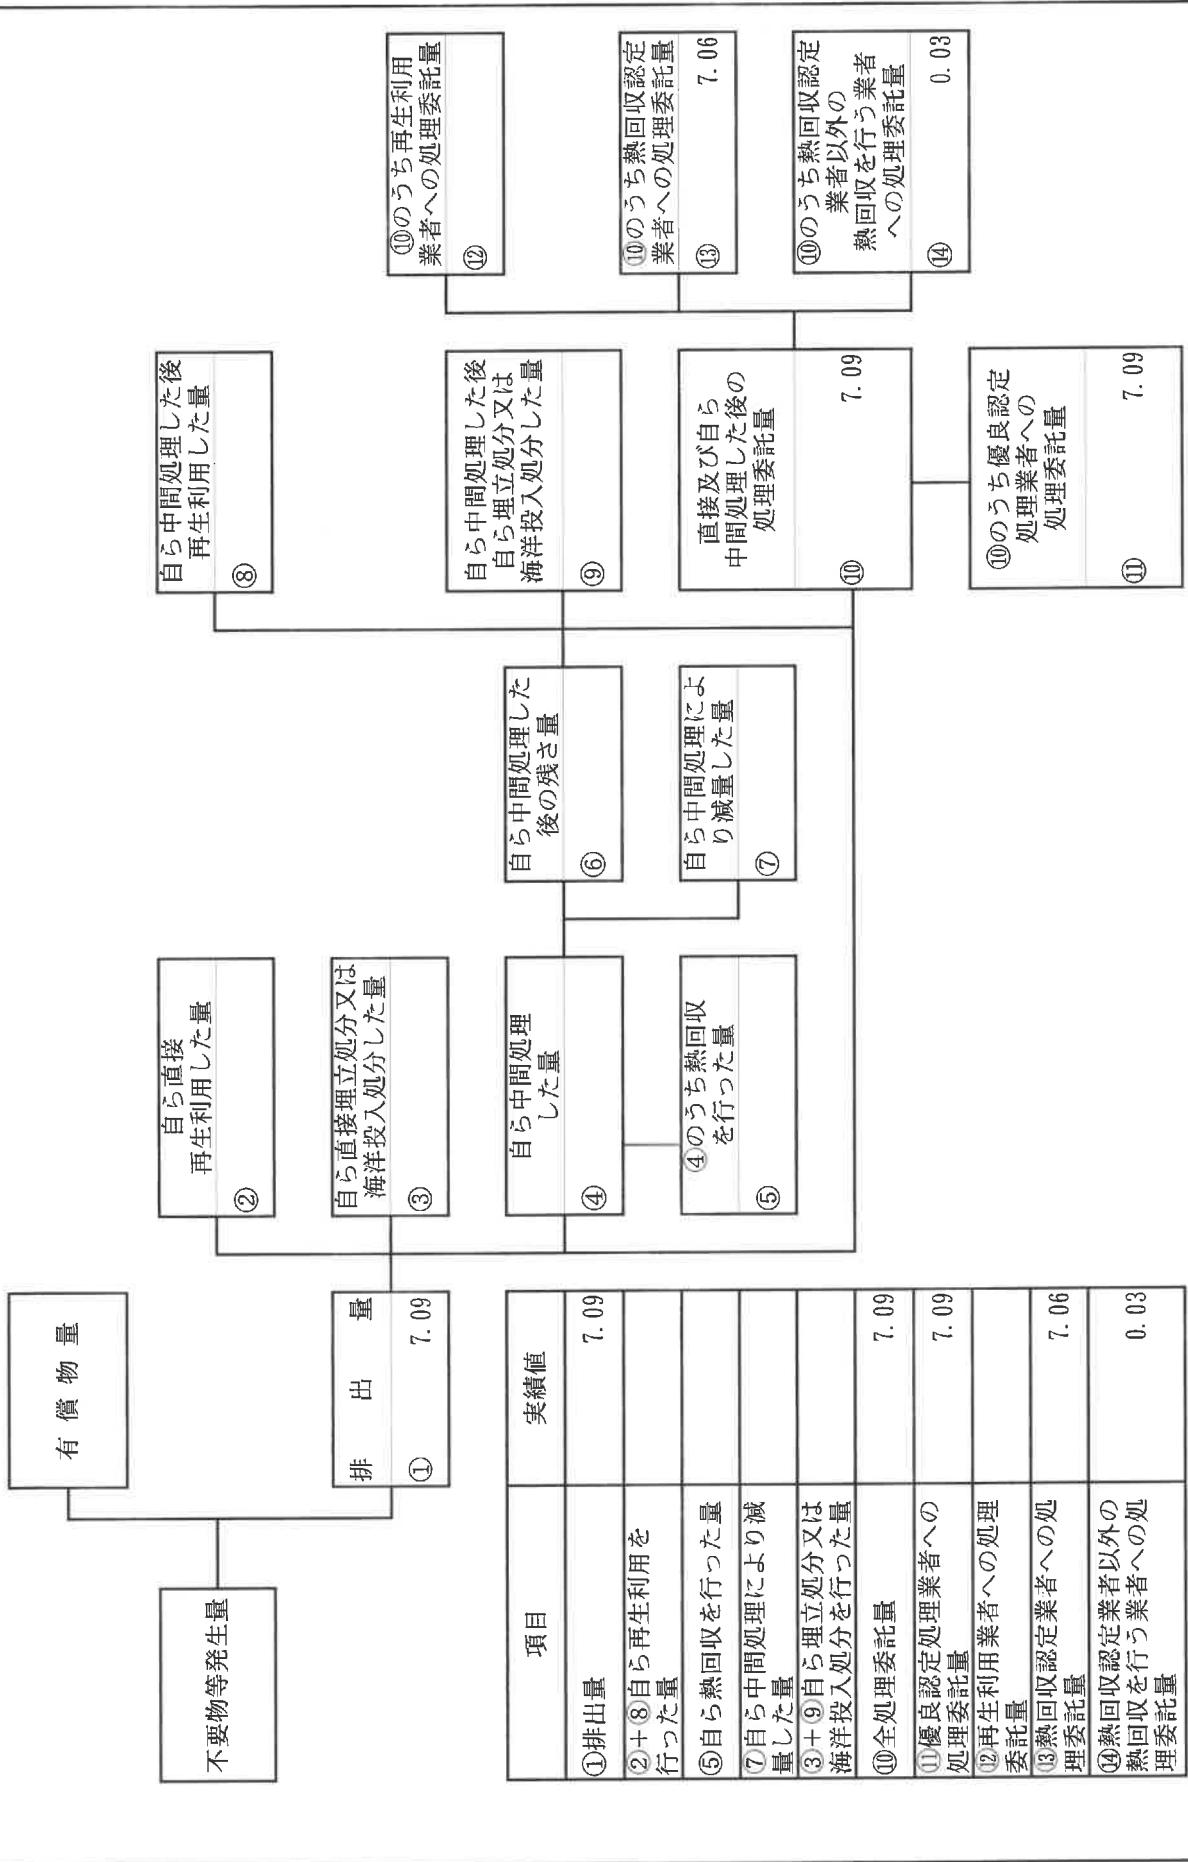 不要物等発生量
有償物量
排出量
① 7.09
自ら直接
再生利用した量
②
自ら直接埋立処分又は
海洋投入処分した量
③
自ら中間処理
した量
④
④のうち熱回収
を行った量
⑤
自ら中間処理した
後の残さ量
⑥
自ら中間処理によ
り減量した量
⑦
自ら中間処理した後
再生利用した量
⑧
自ら中間処理した後
自ら埋立処分又は
海洋投入処分した量
⑨
直接及び自ら
中間処理した後の
処理委託量
⑩ 7.09
⑩のうち優良認定
処理業者への
処理委託量
⑪ 7.09
⑩のうち再生利用
業者への処理委託量
⑫
⑩のうち熱回収認定
業者への処理委託量
⑬ 7.06
⑩のうち熱回収認定
業者以外の
熱回収を行う業者
への処理委託量
⑭ 0.03
項目 実績値
①排出量 7.09
②+⑧自ら再生利用を
行った量
⑤自ら熱回収を行った量
⑦自ら中間処理により減
量した量
③+⑨自ら埋立処分又は
海洋投入処分を行った量
⑩全処理委託量 7.09
⑪優良認定処理業者への
処理委託量 7.09
⑫再生利用業者への処理
委託量
⑬熱回収認定業者への処
理委託量 7.06
⑭熱回収認定業者以外の
熱回収を行う業者への処
理委託量 0.03